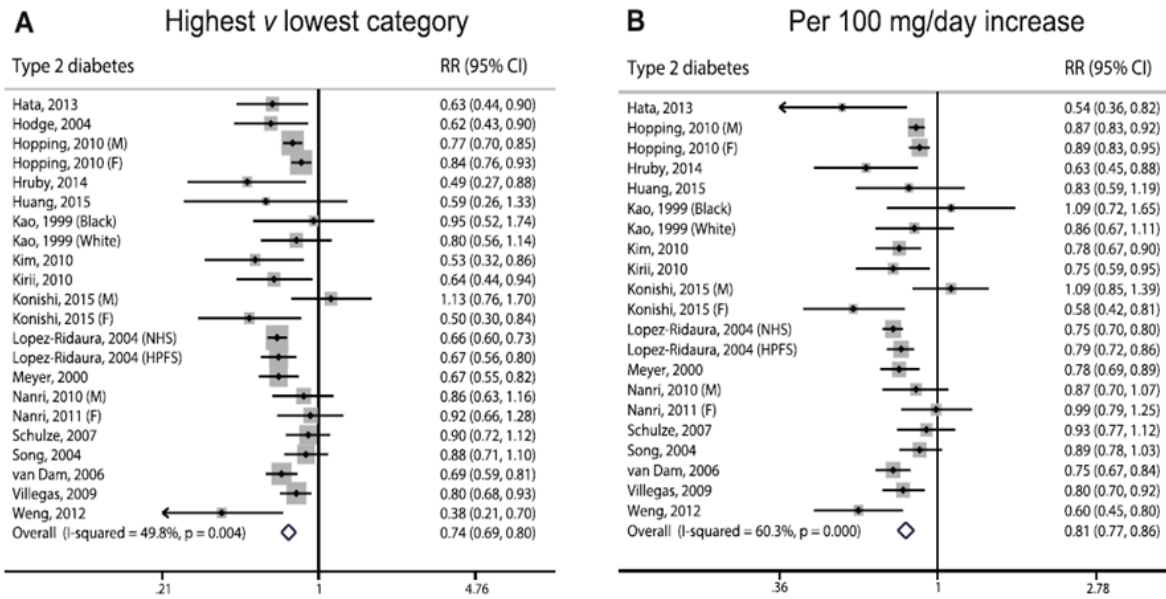 A Highest v lowest category
Type 2 diabetes RR (95% CI)
Hata, 2013 0.63 (0.44, 0.90)
Hodge, 2004 0.62 (0.43, 0.90)
Hopping, 2010 (M) 0.77 (0.70, 0.85)
Hopping, 2010 (F) 0.84 (0.76, 0.93)
Hruby, 2014 0.49 (0.27, 0.88)
Huang, 2015 0.59 (0.26, 1.33)
Kao, 1999 (Black) 0.95 (0.52, 1.74)
Kao, 1999 (White) 0.80 (0.56, 1.14)
Kim, 2010 0.53 (0.32, 0.86)
Kirii, 2010 0.64 (0.44, 0.94)
Konishi, 2015 (M) 1.13 (0.76, 1.70)
Konishi, 2015 (F) 0.50 (0.30, 0.84)
Lopez-Ridaura, 2004 (NHS) 0.66 (0.60, 0.73)
Lopez-Ridaura, 2004 (HPFS) 0.67 (0.56, 0.80)
Meyer, 2000 0.67 (0.55, 0.82)
Nanri, 2010 (M) 0.86 (0.63, 1.16)
Nanri, 2011 (F) 0.92 (0.66, 1.28)
Schulze, 2007 0.90 (0.72, 1.12)
Song, 2004 0.88 (0.71, 1.10)
van Dam, 2006 0.69 (0.59, 0.81)
Villegas, 2009 0.80 (0.68, 0.93)
Weng, 2012 0.38 (0.21, 0.70)
Overall (I-squared = 49.8%, p = 0.004) 0.74 (0.69, 0.80)
.21 1 4.76
B Per 100 mg/day increase
Type 2 diabetes RR (95% CI)
Hata, 2013 0.54 (0.36, 0.82)
Hopping, 2010 (M) 0.87 (0.83, 0.92)
Hopping, 2010 (F) 0.89 (0.83, 0.95)
Hruby, 2014 0.63 (0.45, 0.88)
Huang, 2015 0.83 (0.59, 1.19)
Kao, 1999 (Black) 1.09 (0.72, 1.65)
Kao, 1999 (White) 0.86 (0.67, 1.11)
Kim, 2010 0.78 (0.67, 0.90)
Kirii, 2010 0.75 (0.59, 0.95)
Konishi, 2015 (M) 1.09 (0.85, 1.39)
Konishi, 2015 (F) 0.58 (0.42, 0.81)
Lopez-Ridaura, 2004 (NHS) 0.75 (0.70, 0.80)
Lopez-Ridaura, 2004 (HPFS) 0.79 (0.72, 0.86)
Meyer, 2000 0.78 (0.69, 0.89)
Nanri, 2010 (M) 0.87 (0.70, 1.07)
Nanri, 2011 (F) 0.99 (0.79, 1.25)
Schulze, 2007 0.93 (0.77, 1.12)
Song, 2004 0.89 (0.78, 1.03)
van Dam, 2006 0.75 (0.67, 0.84)
Villegas, 2009 0.80 (0.70, 0.92)
Weng, 2012 0.60 (0.45, 0.80)
Overall (I-squared = 60.3%, p = 0.000) 0.81 (0.77, 0.86)
.36 1 2.78